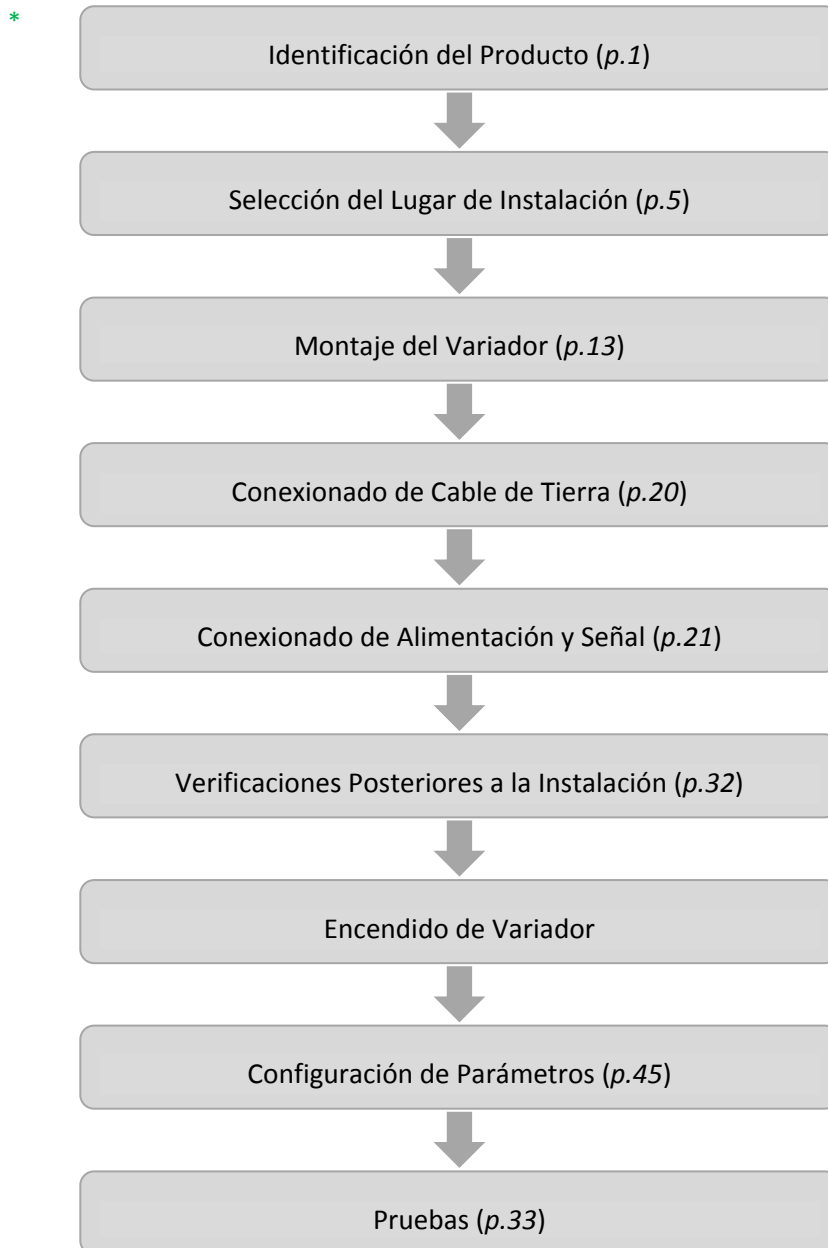 *
Identificación del Producto (p.1)
Selección del Lugar de Instalación (p.5)
Montaje del Variador (p.13)
Conexionado de Cable de Tierra (p.20)
Conexionado de Alimentación y Señal (p.21)
Verificaciones Posteriores a la Instalación (p.32)
Encendido de Variador
Configuración de Parámetros (p.45)
Pruebas (p.33)